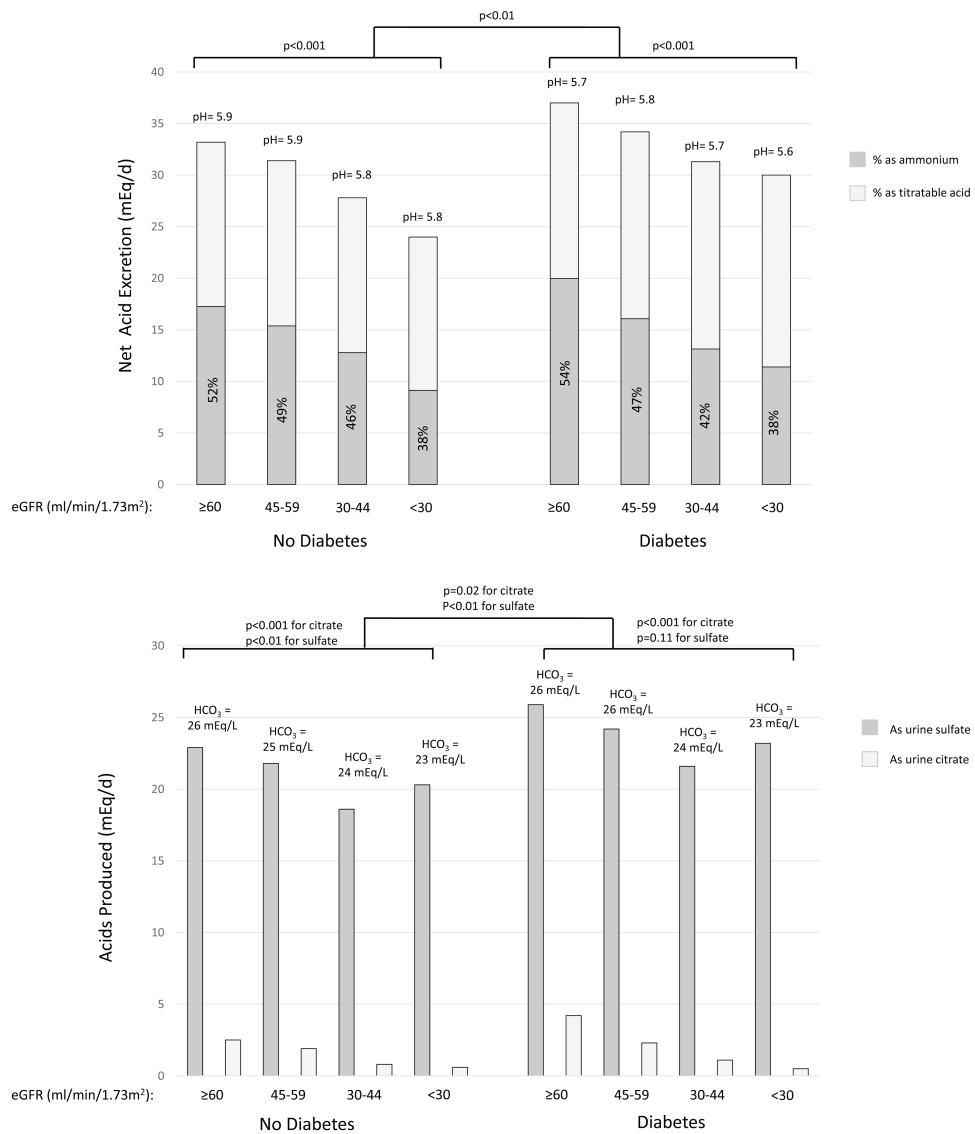 p<0.01
p<0.001
p<0.001
40
35
30
25
20
15
10
5
0
Net Acid Excretion (mEq/d)
pH= 5.9
pH= 5.9
pH= 5.8
pH= 5.8
pH= 5.7
pH= 5.8
pH= 5.7
pH= 5.6
52%
49%
46%
38%
54%
47%
42%
38%
% as ammonium
% as titratable acid
eGFR (ml/min/1.73m²): ≥60 45-59 30-44 <30 ≥60 45-59 30-44 <30
No Diabetes Diabetes
p=0.02 for citrate
P<0.01 for sulfate
p<0.001 for citrate
p<0.01 for sulfate
p<0.001 for citrate
p=0.11 for sulfate
30
25
20
15
10
5
0
Acids Produced (mEq/d)
HCO₃ =
26 mEq/L
HCO₃ =
25 mEq/L
HCO₃ =
24 mEq/L
HCO₃ =
23 mEq/L
HCO₃ =
26 mEq/L
HCO₃ =
26 mEq/L
HCO₃ =
24 mEq/L
HCO₃ =
23 mEq/L
As urine sulfate
As urine citrate
eGFR (ml/min/1.73m²): ≥60 45-59 30-44 <30 ≥60 45-59 30-44 <30
No Diabetes Diabetes